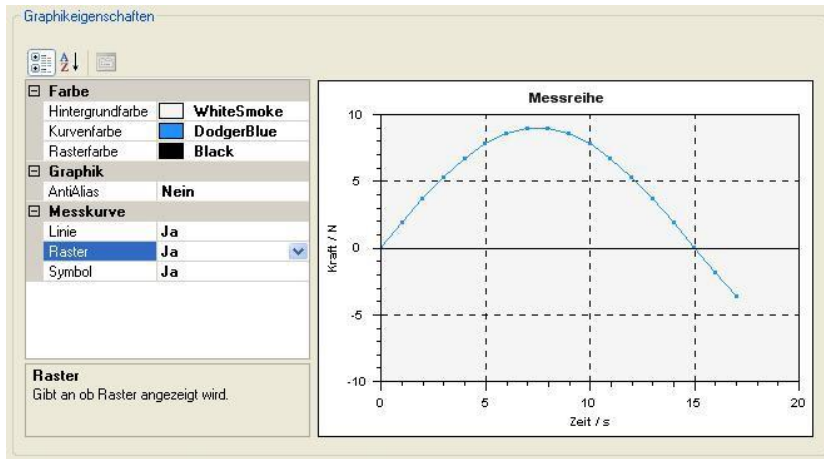 Graphikeigenschaften
Farbe
Hintergrundfarbe WhiteSmoke
Kurvenfarbe DodgerBlue
Rasterfarbe Black
Graphik
AntiAlias Nein
Messkurve
Linie Ja
Raster Ja
Symbol Ja
Raster
Gibt an ob Raster angezeigt wird.
Messreihe
10
5
0
-5
-10
Kraft / N
0 5 10 15 20
Zeit / s